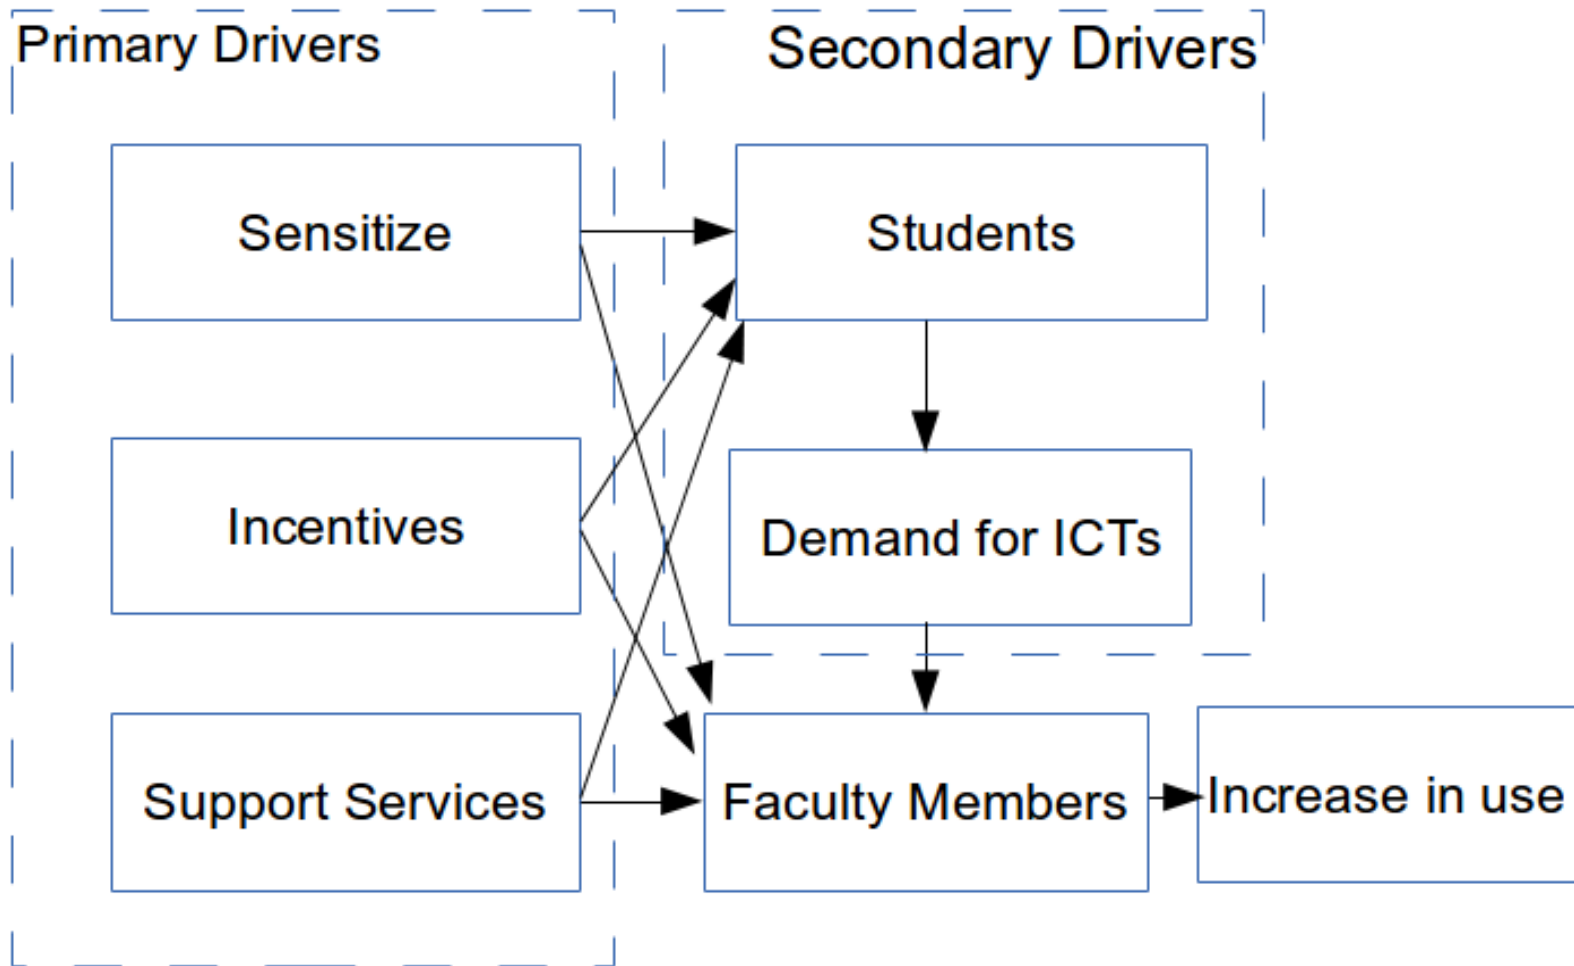 Primary Drivers
Secondary Drivers
Sensitize
Students
Incentives
Demand for ICTs
Support Services
Faculty Members
Increase in use